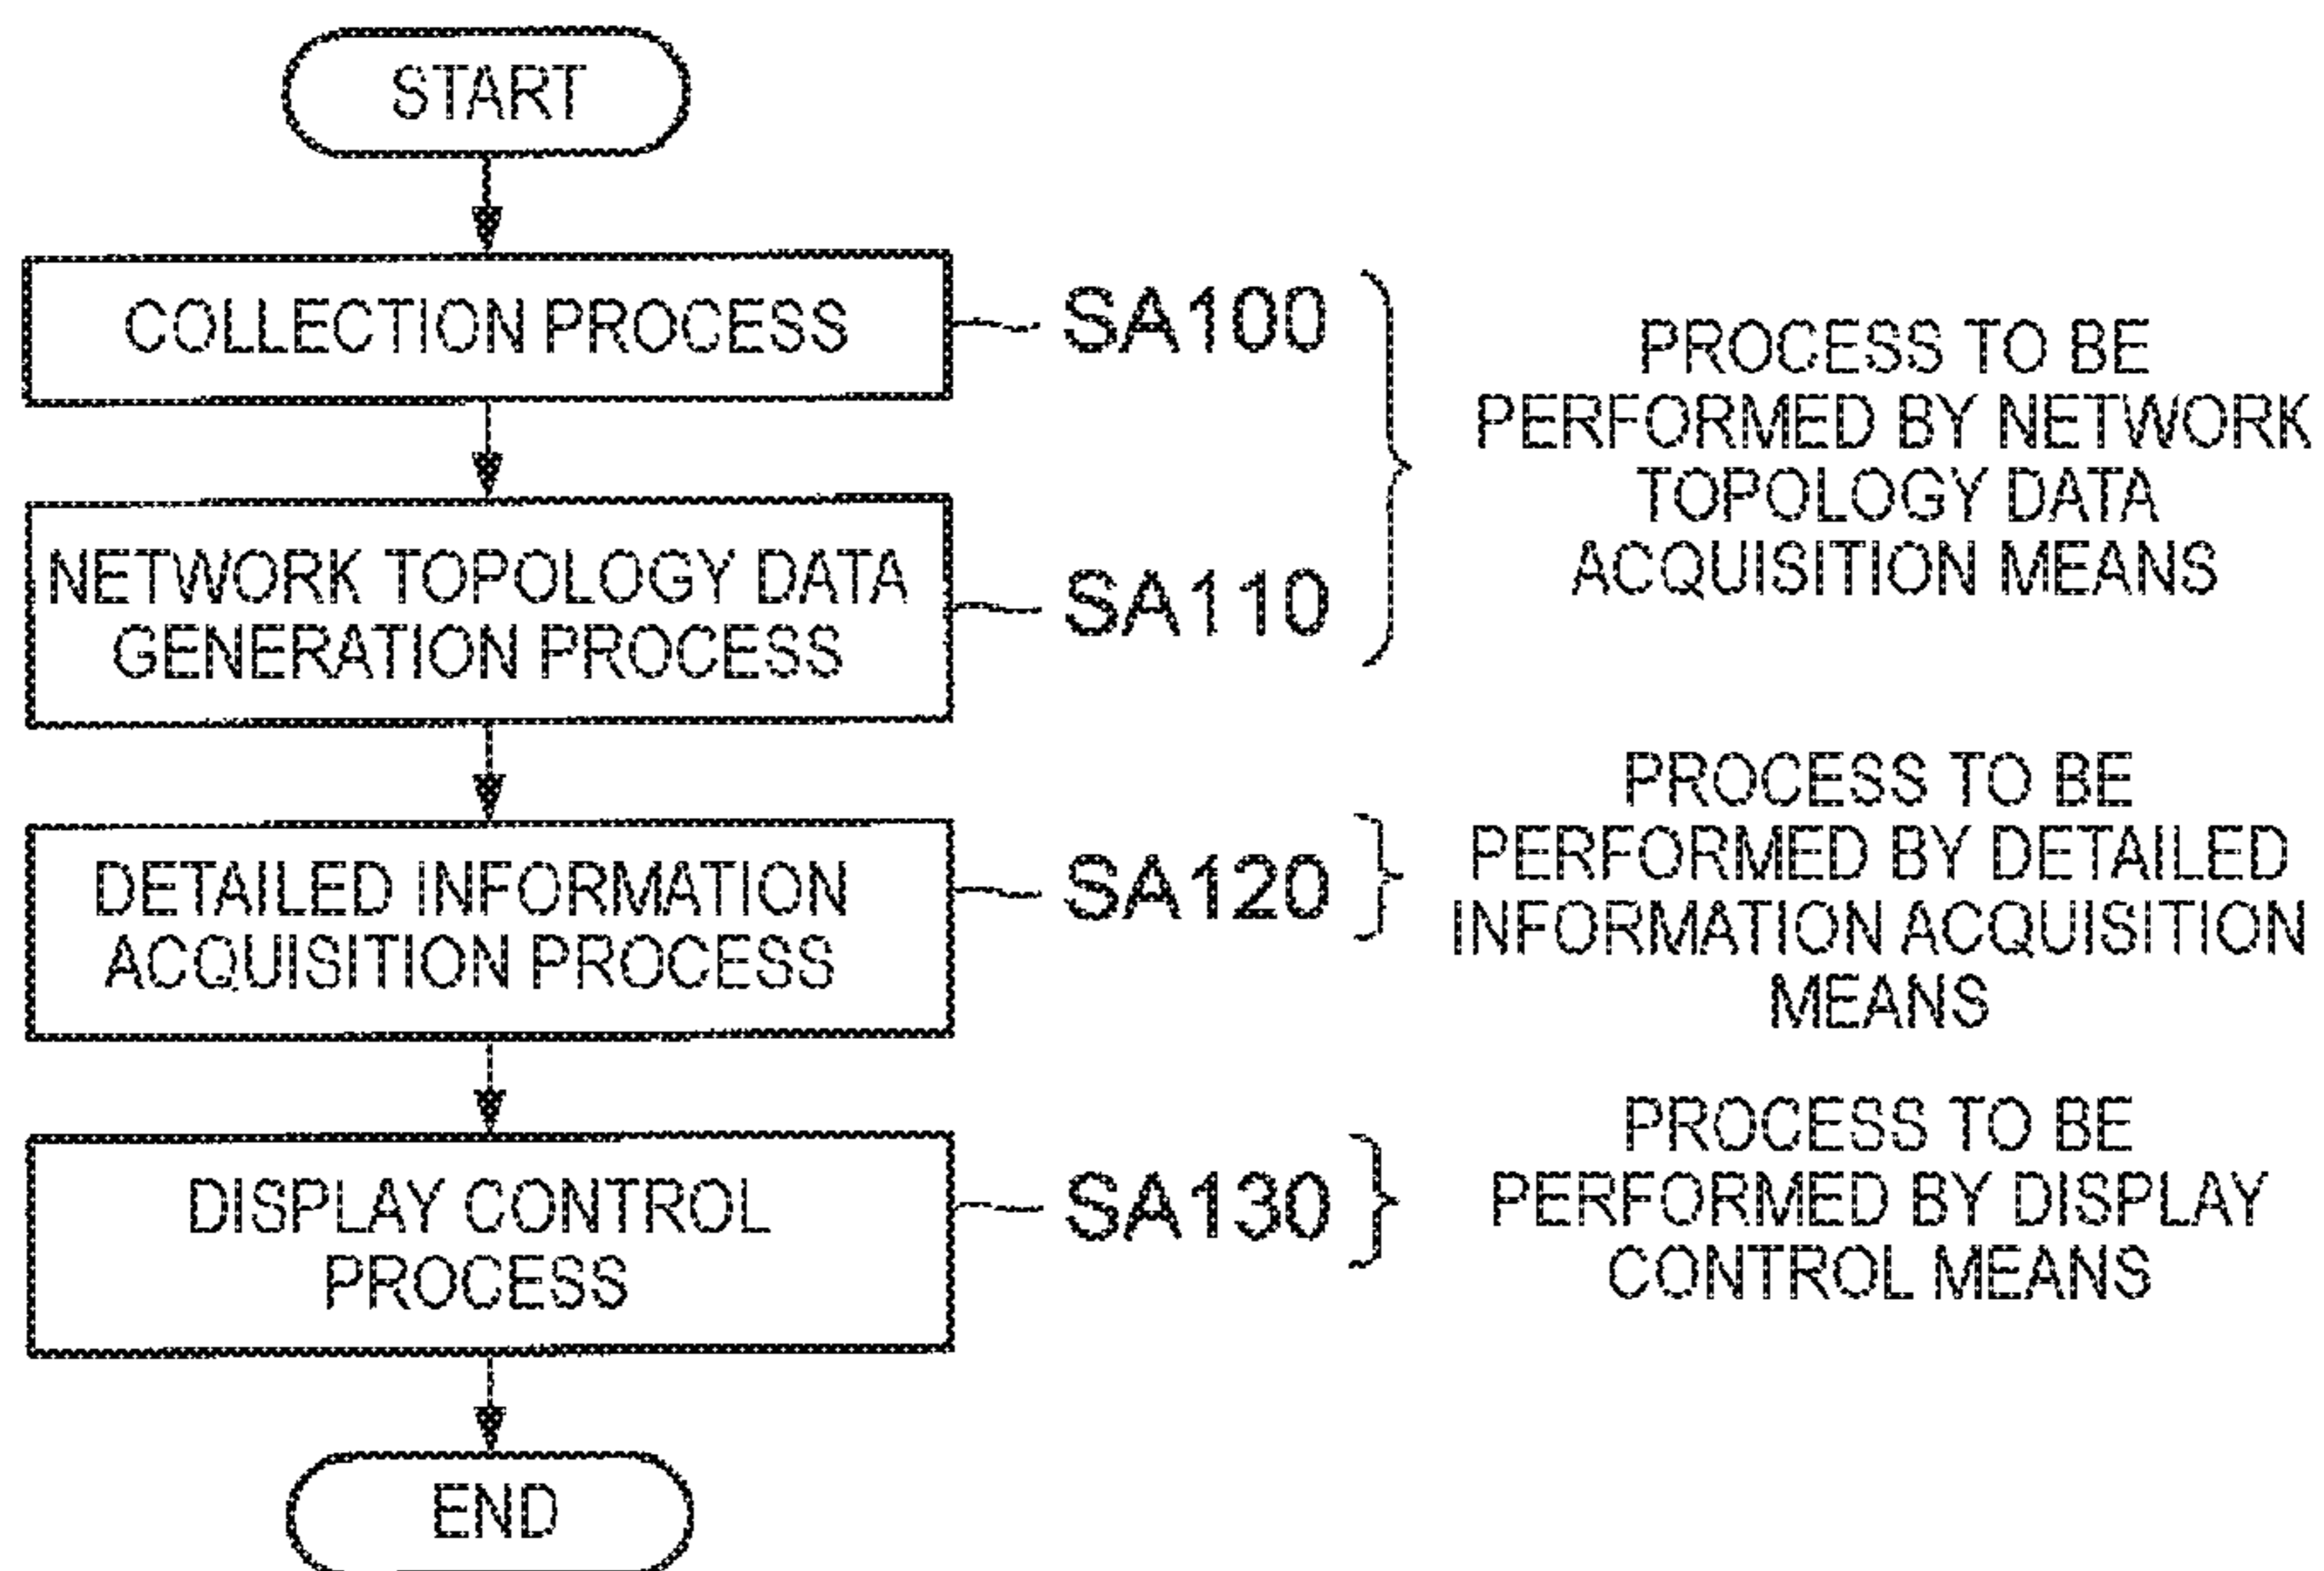 START
COLLECTION PROCESS
SA100
PROCESS TO BE
PERFORMED BY NETWORK
TOPOLOGY DATA
ACQUISITION MEANS
NETWORK TOPOLOGY DATA
GENERATION PROCESS
SA110
DETAILED INFORMATION
ACQUISITION PROCESS
SA120
PROCESS TO BE
PERFORMED BY DETAILED
INFORMATION ACQUISITION
MEANS
DISPLAY CONTROL
PROCESS
SA130
PROCESS TO BE
PERFORMED BY DISPLAY
CONTROL MEANS
END